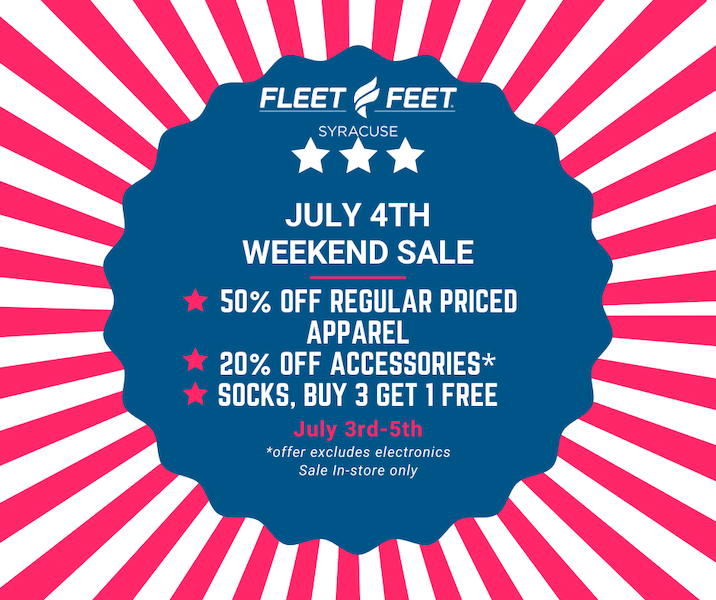 FLEET FEET
SYRACUSE
JULY 4TH
WEEKEND SALE
50% OFF REGULAR PRICED
APPAREL
20% OFF ACCESSORIES*
SOCKS, BUY 3 GET 1 FREE
July 3rd-5th
*offer excludes electronics
Sale In-store only